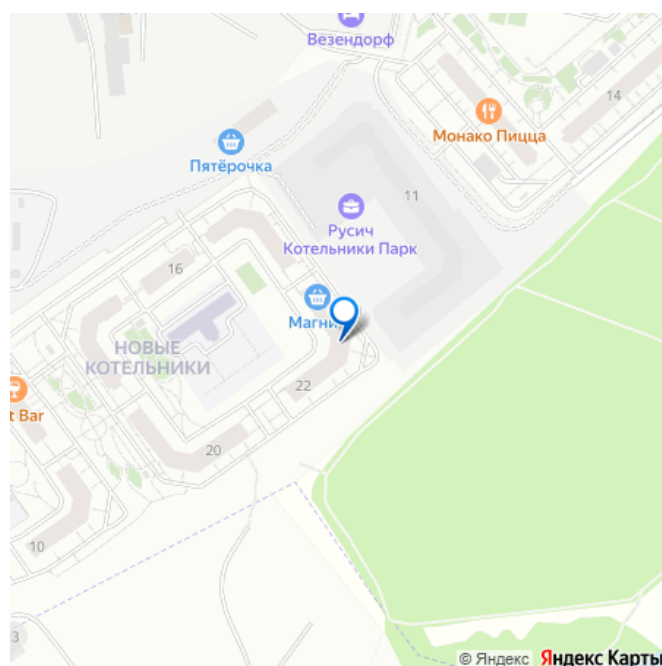 Везендорф
14
Монако Пицца
Пятёрочка
11
Русич
Котельники Парк
16
Магни
НОВЫЕ
КОТЕЛЬНИКИ
22
t Bar
20
10
3
© Яндекс Яндекс Карты